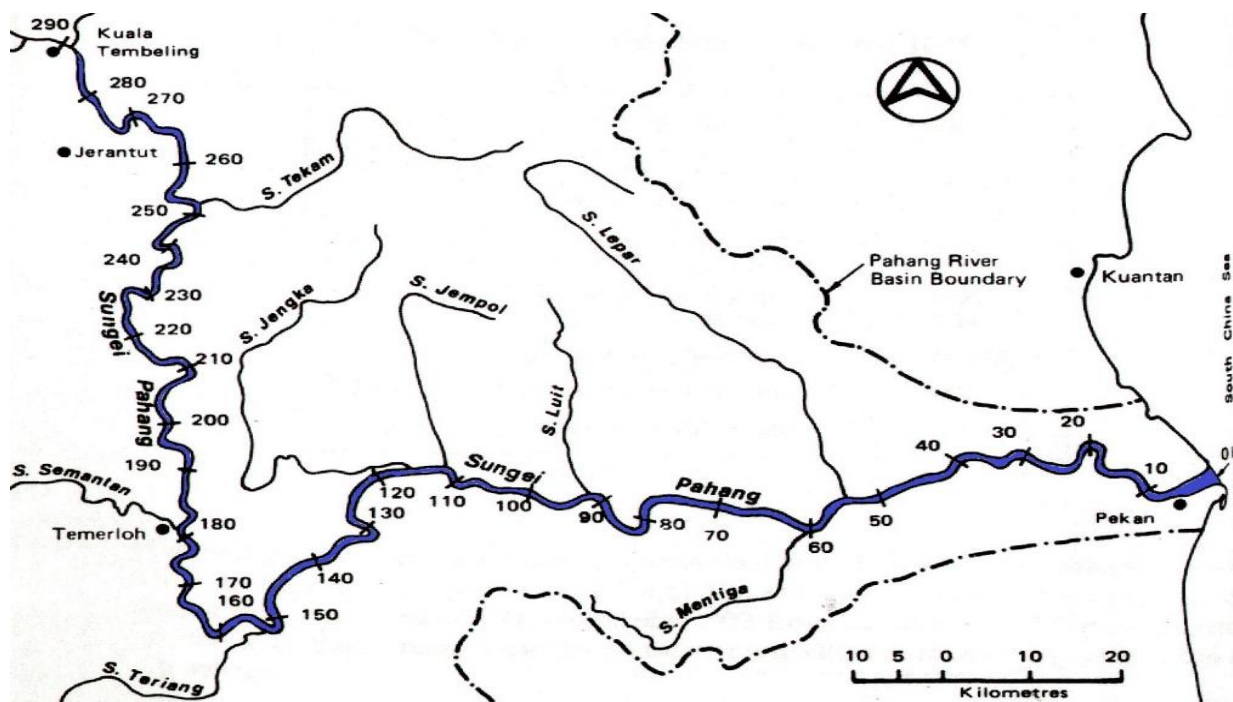 290
Kuala
Tembeling
280
270
Jerantut
260
S. Tekam
250
240
230
Sungei
220
210
Pahang
200
190
S. Semantan
180
Temerloh
170
160
150
S. Teriang
S. Jengka
S. Jempol
S. Luit
S. Lepar
Pahang River
Basin Boundary
Kuantan
South China Sea
140
130
120
110
Sungei
100
90
80
Pahang
70
60
50
40
30
20
10
0
Pekan
S. Mentiga
10 5 0 10 20
Kilometres